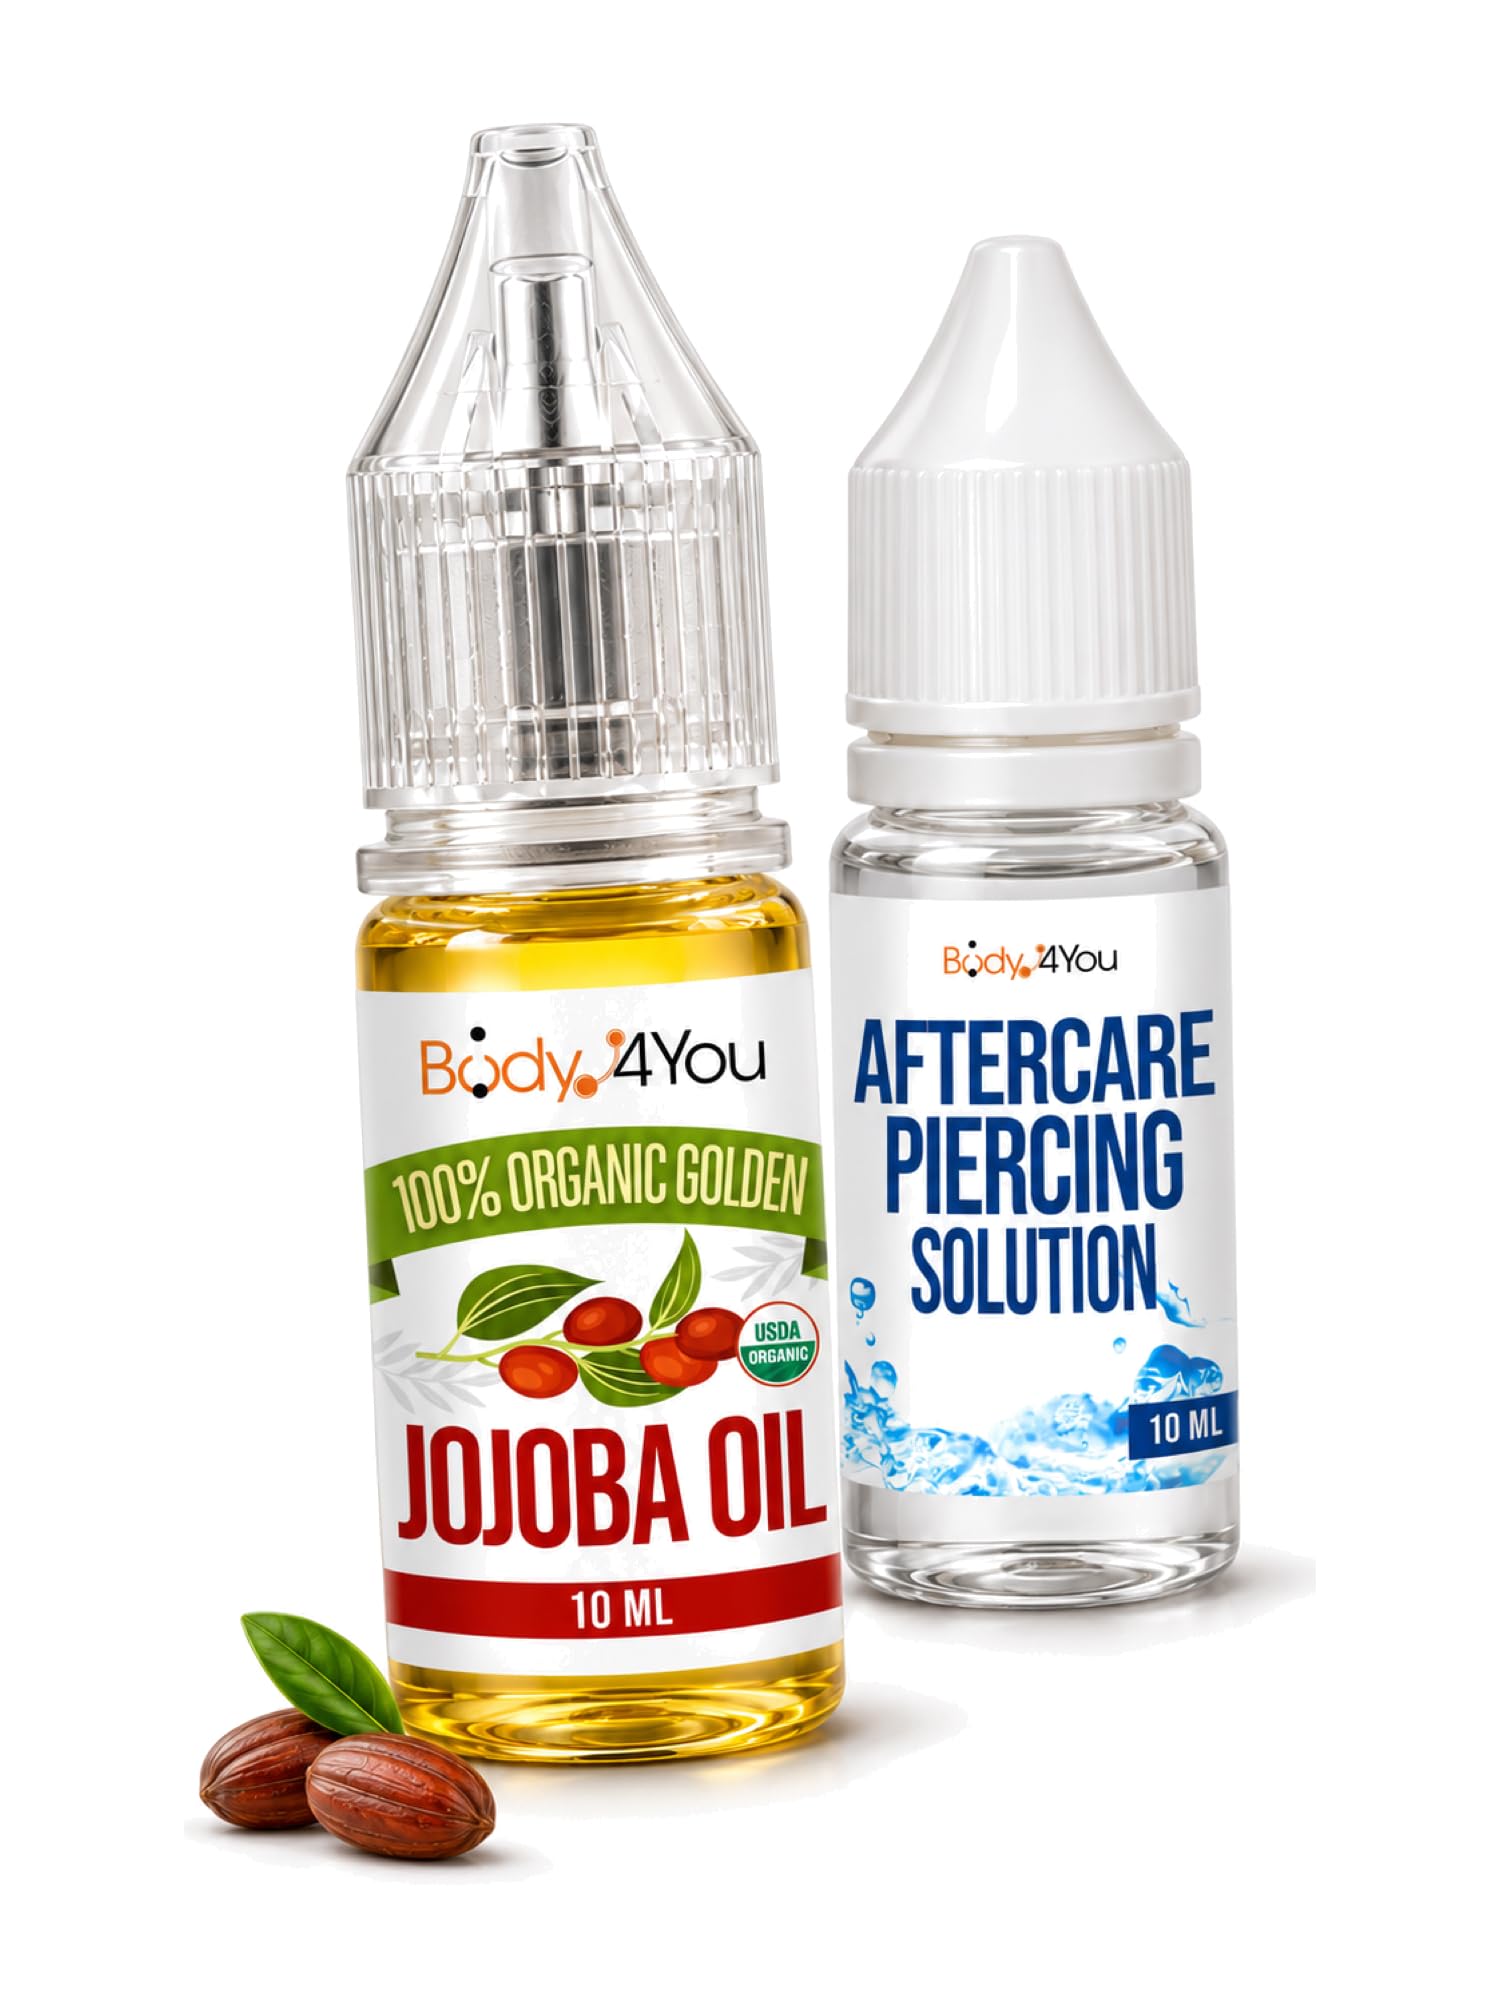 Body4You
100% ORGANIC GOLDEN
USDA
ORGANIC
JOJOBA OIL
10 ML
Body4You
AFTERCARE
PIERCING
SOLUTION
10 ML